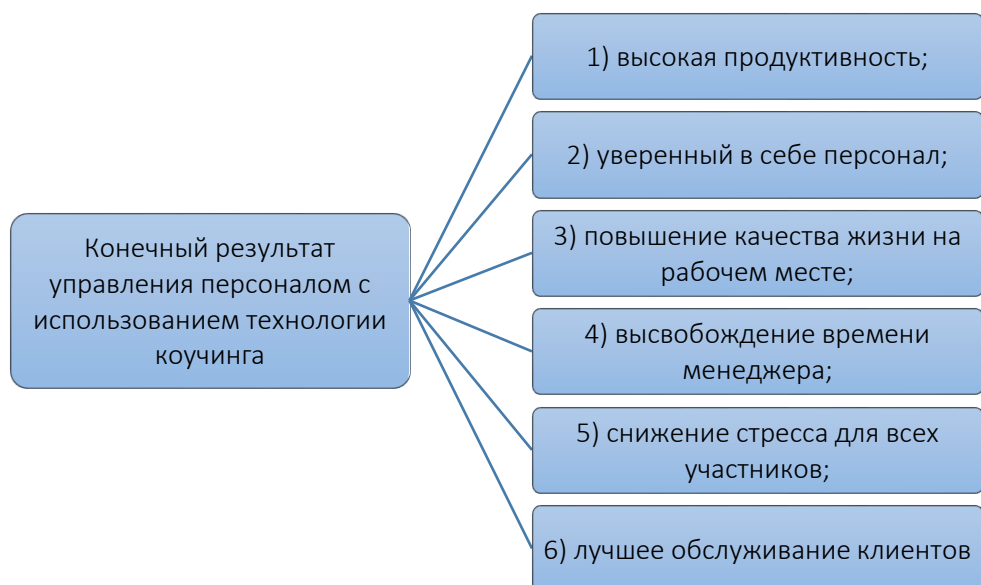 Конечный результат
управления персоналом с
использованием технологии
коучинга
1) высокая продуктивность;
2) уверенный в себе персонал;
3) повышение качества жизни на
рабочем месте;
4) высвобождение времени
менеджера;
5) снижение стресса для всех
участников;
6) лучшее обслуживание клиентов